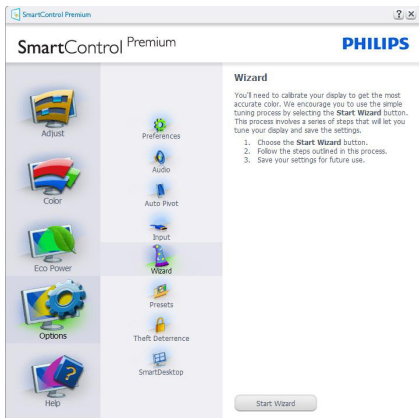 SmartControl Premium
? X
SmartControl Premium
PHILIPS
Adjust
Color
Eco Power
Options
Help
Preferences
Audio
Auto Pivot
Input
Wizard
Presets
Theft Deterrence
SmartDesktop
Wizard
You'll need to calibrate your display to get the most
accurate color. We encourage you to use the simple
tuning process by selecting the Start Wizard button.
This process involves a series of steps that will let you
tune your display and save the settings.
1. Choose the Start Wizard button.
2. Follow the steps outlined in this process.
3. Save your settings for future use.
Start Wizard